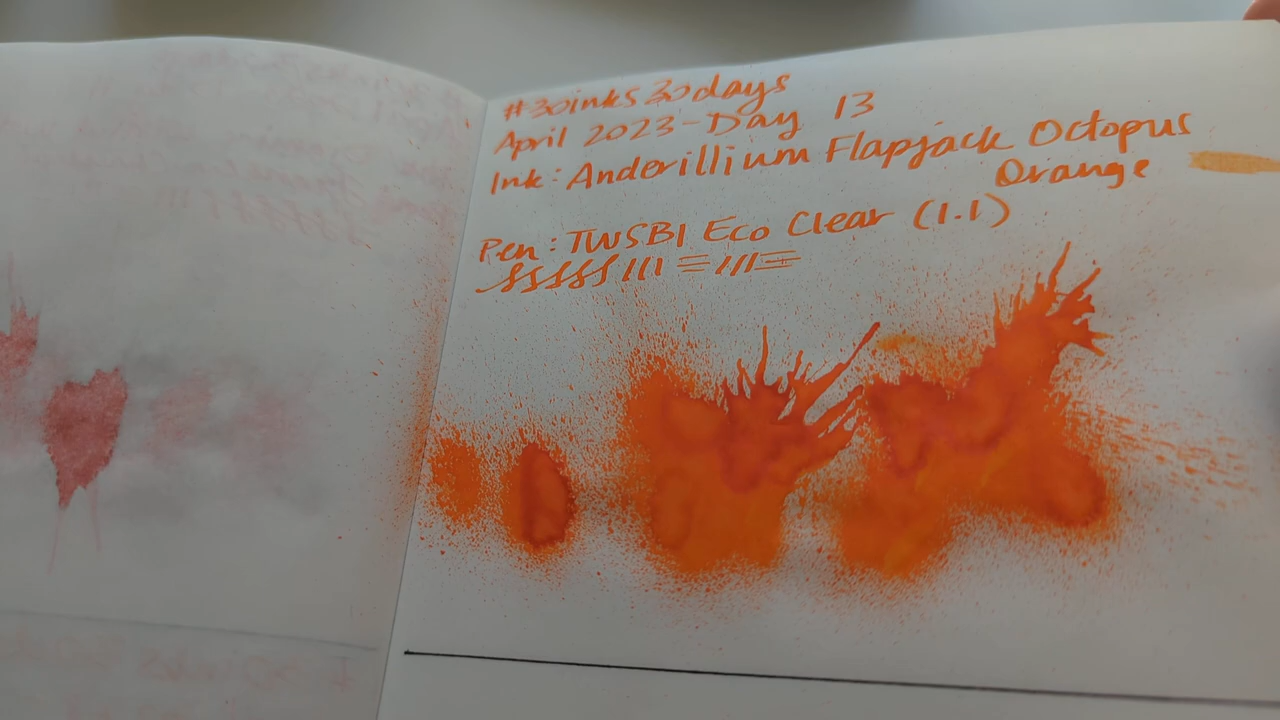 #30inks30days
April 2023-Day 13
Ink: Anderillium Flapjack Octopus
Orange
Pen: TWSBI Eco Clear (1.1)